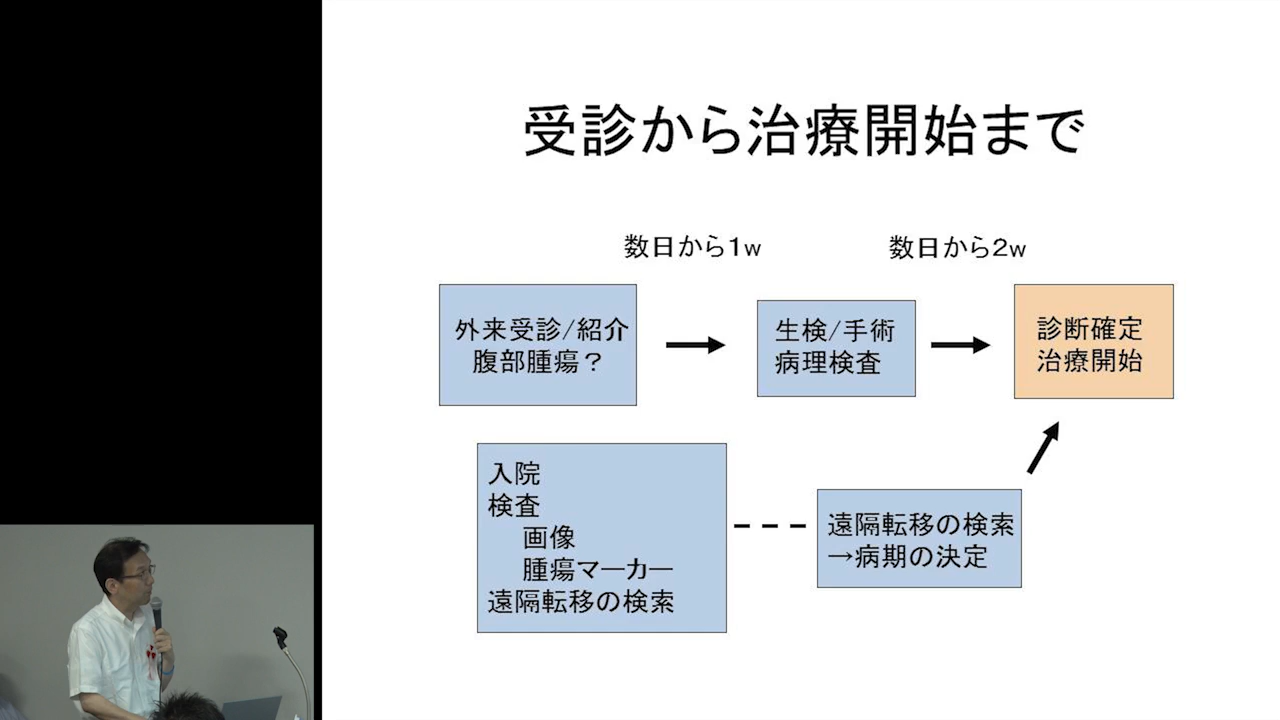 受診から治療開始まで
数日から1w
数日から2w
外来受診/紹介
腹部腫瘍？
生検/手術
病理検査
診断確定
治療開始
入院
検査
画像
腫瘍マーカー
遠隔転移の検索
遠隔転移の検索
→病期の決定